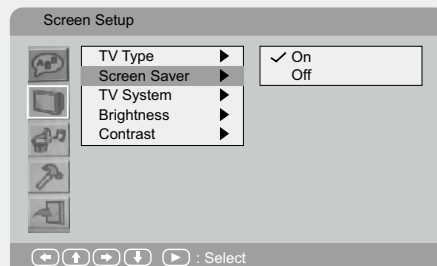 Screen Setup
TV Type
Screen Saver
TV System
Brightness
Contrast
On
Off
: Select